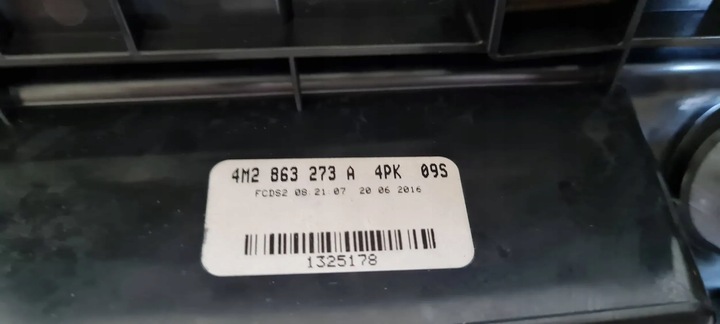 4M2 863 273 A 4PK 09S
FCDS2 08 21 07 20 06 2016
1325178